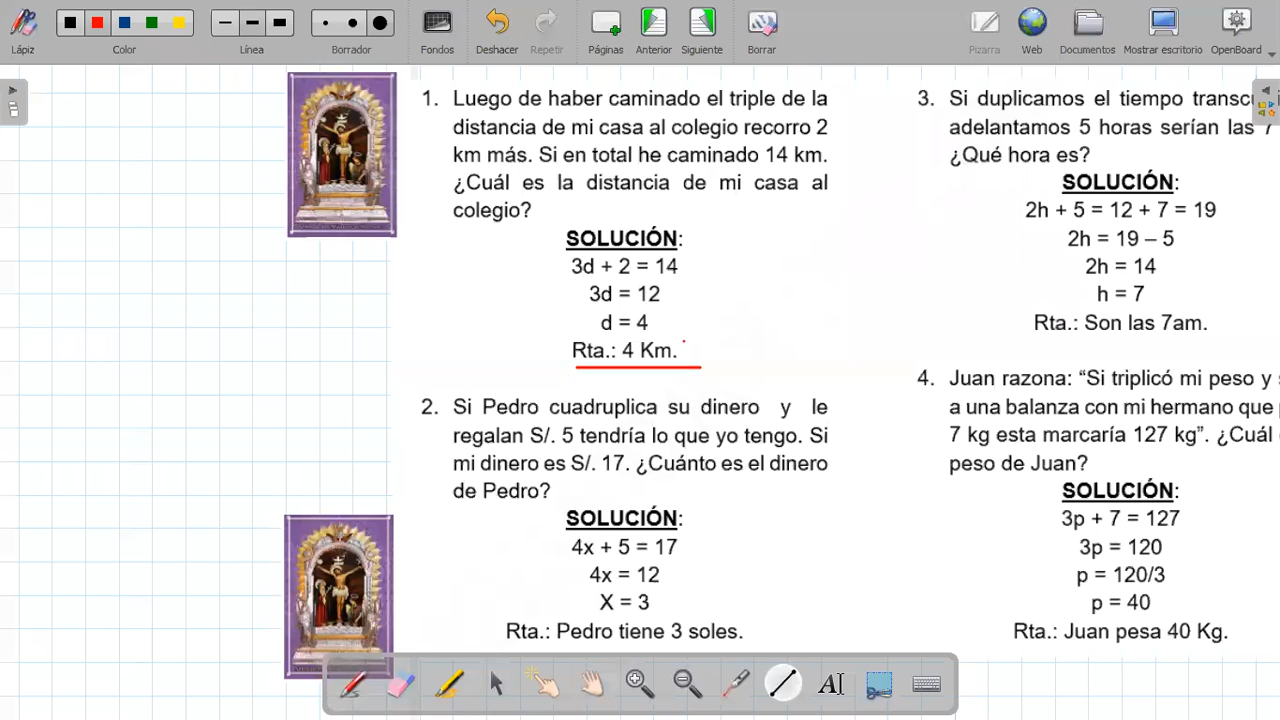 Lápiz
Color
Línea
Borrador
Fondos
Deshacer
Repetir
Páginas
Anterior
Siguiente
Borrar
Pizarra
Web
Documentos
Mostrar escritorio
OpenBoard
1. Luego de haber caminado el triple de la
distancia de mi casa al colegio recorro 2
km más. Si en total he caminado 14 km.
¿Cuál es la distancia de mi casa al
colegio?
SOLUCIÓN:
3d + 2 = 14
3d = 12
d = 4
Rta.: 4 Km.
2. Si Pedro cuadruplica su dinero y le
regalan S/. 5 tendría lo que yo tengo. Si
mi dinero es S/. 17. ¿Cuánto es el dinero
de Pedro?
SOLUCIÓN:
4x + 5 = 17
4x = 12
X = 3
Rta.: Pedro tiene 3 soles.
3. Si duplicamos el tiempo
adelantamos 5 horas serían las 7
¿Qué hora es?
SOLUCIÓN:
2h + 5 = 12 + 7 = 19
2h = 19 – 5
2h = 14
h = 7
Rta.: Son las 7am.
4. Juan razona: “Si triplicó mi peso y
a una balanza con mi hermano que
7 kg esta marcaría 127 kg”. ¿Cuál
peso de Juan?
SOLUCIÓN:
3p + 7 = 127
3p = 120
p = 120/3
p = 40
Rta.: Juan pesa 40 Kg.